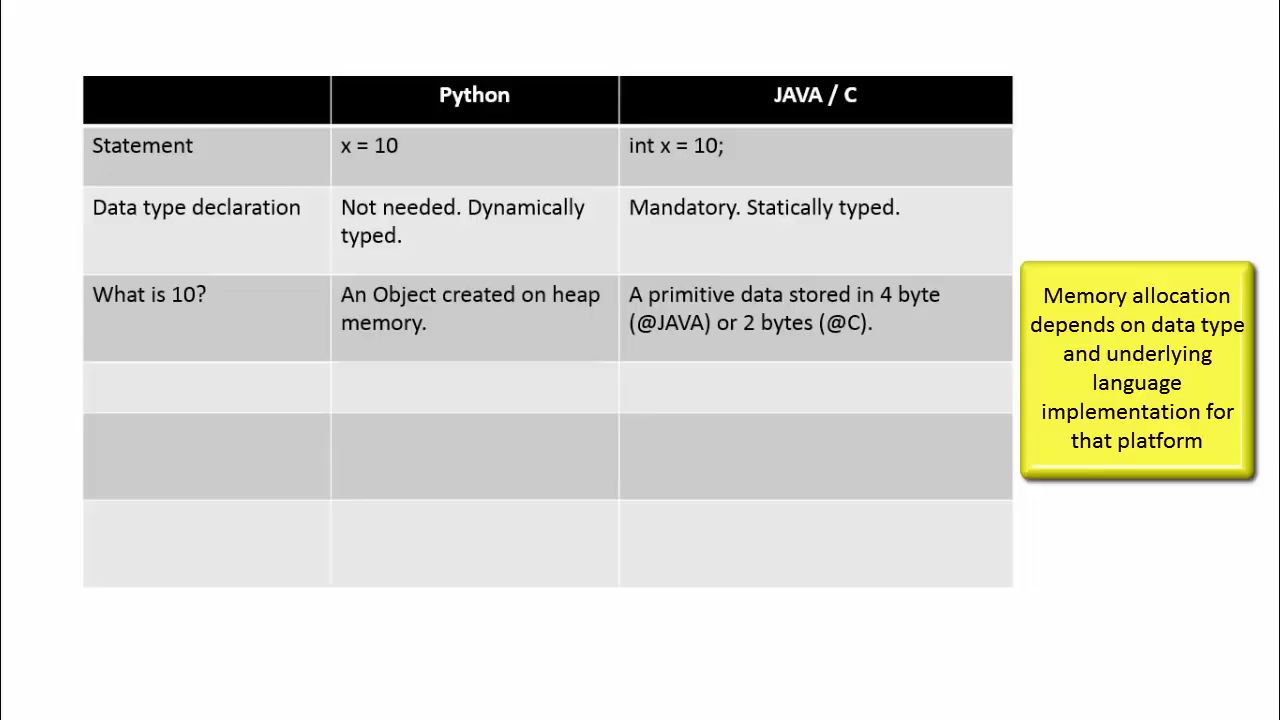 Python
JAVA / C
Statement
x = 10
int x = 10;
Data type declaration
Not needed. Dynamically
typed.
Mandatory. Statically typed.
What is 10?
An Object created on heap
memory.
A primitive data stored in 4 byte
(@JAVA) or 2 bytes (@C).
Memory allocation
depends on data type
and underlying
language
implementation for
that platform